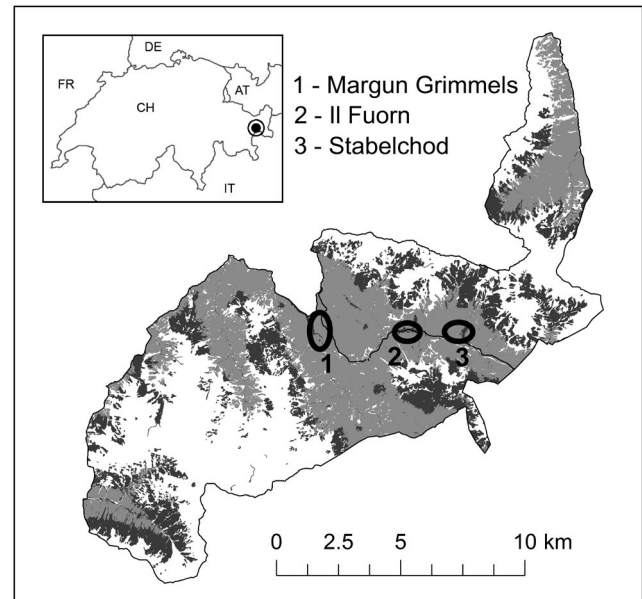 DE
FR
AT
CH
IT
1 - Margun Grimmels
2 - Il Fuorn
3 - Stabelchod
1
2
3
0 2.5 5 10 km